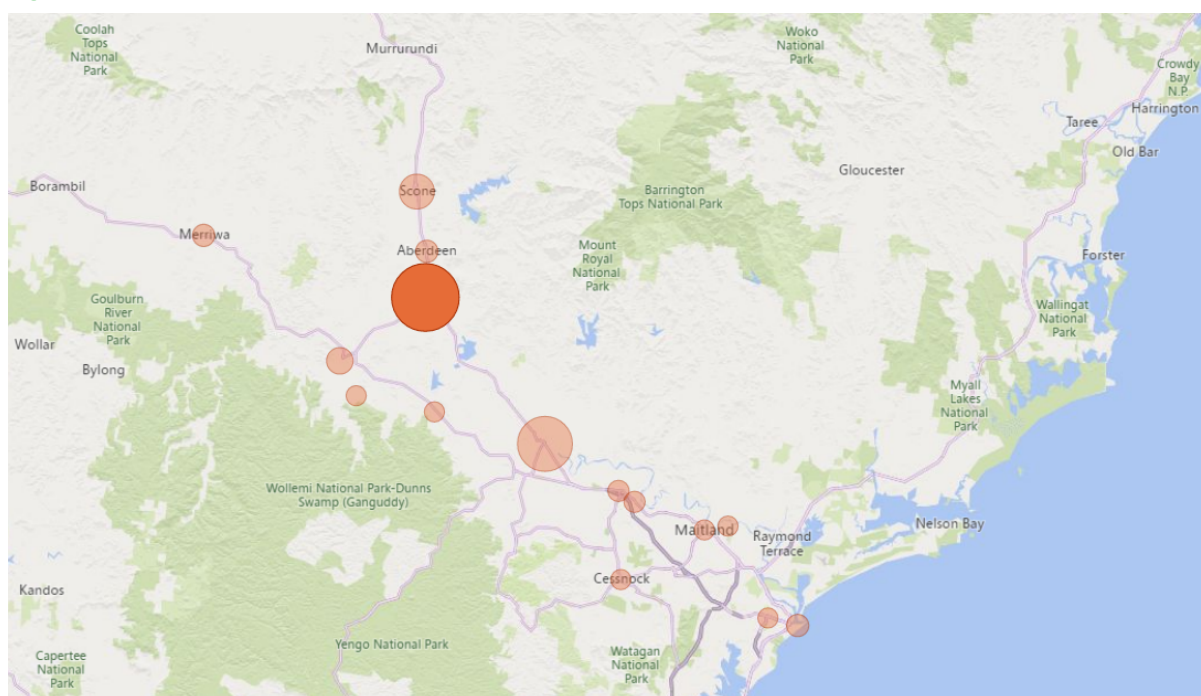 Coolah
Tops
National
Park
Murrurundi
Woko
National
Park
Crowdy
Bay
N.P.
Harrington
Taree
Old Bar
Borambil
Scone
Barrington
Tops National Park
Gloucester
Merriwa
Aberdeen
Mount
Royal
National
Park
Forster
Goulburn
River
National
Park
Wallingat
National
Park
Wollar
Bylong
Myall
Lakes
National
Park
Wollemi National Park-Dunns
Swamp (Ganguddy)
Maitland
Raymond
Terrace
Nelson Bay
Cessnock
Kandos
Yengo National Park
Capertee
National
Park
Watagan
National
Park